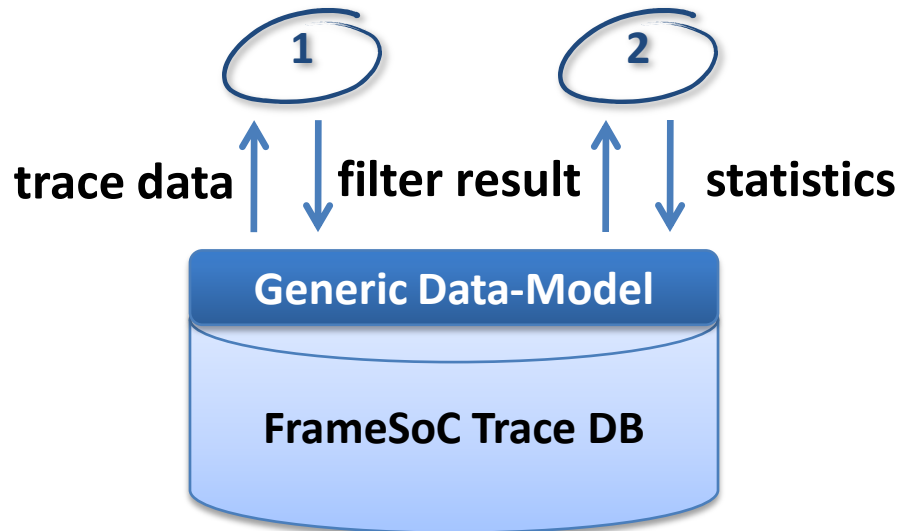 1
2
trace data
filter result
statistics
Generic Data-Model
FrameSoC Trace DB